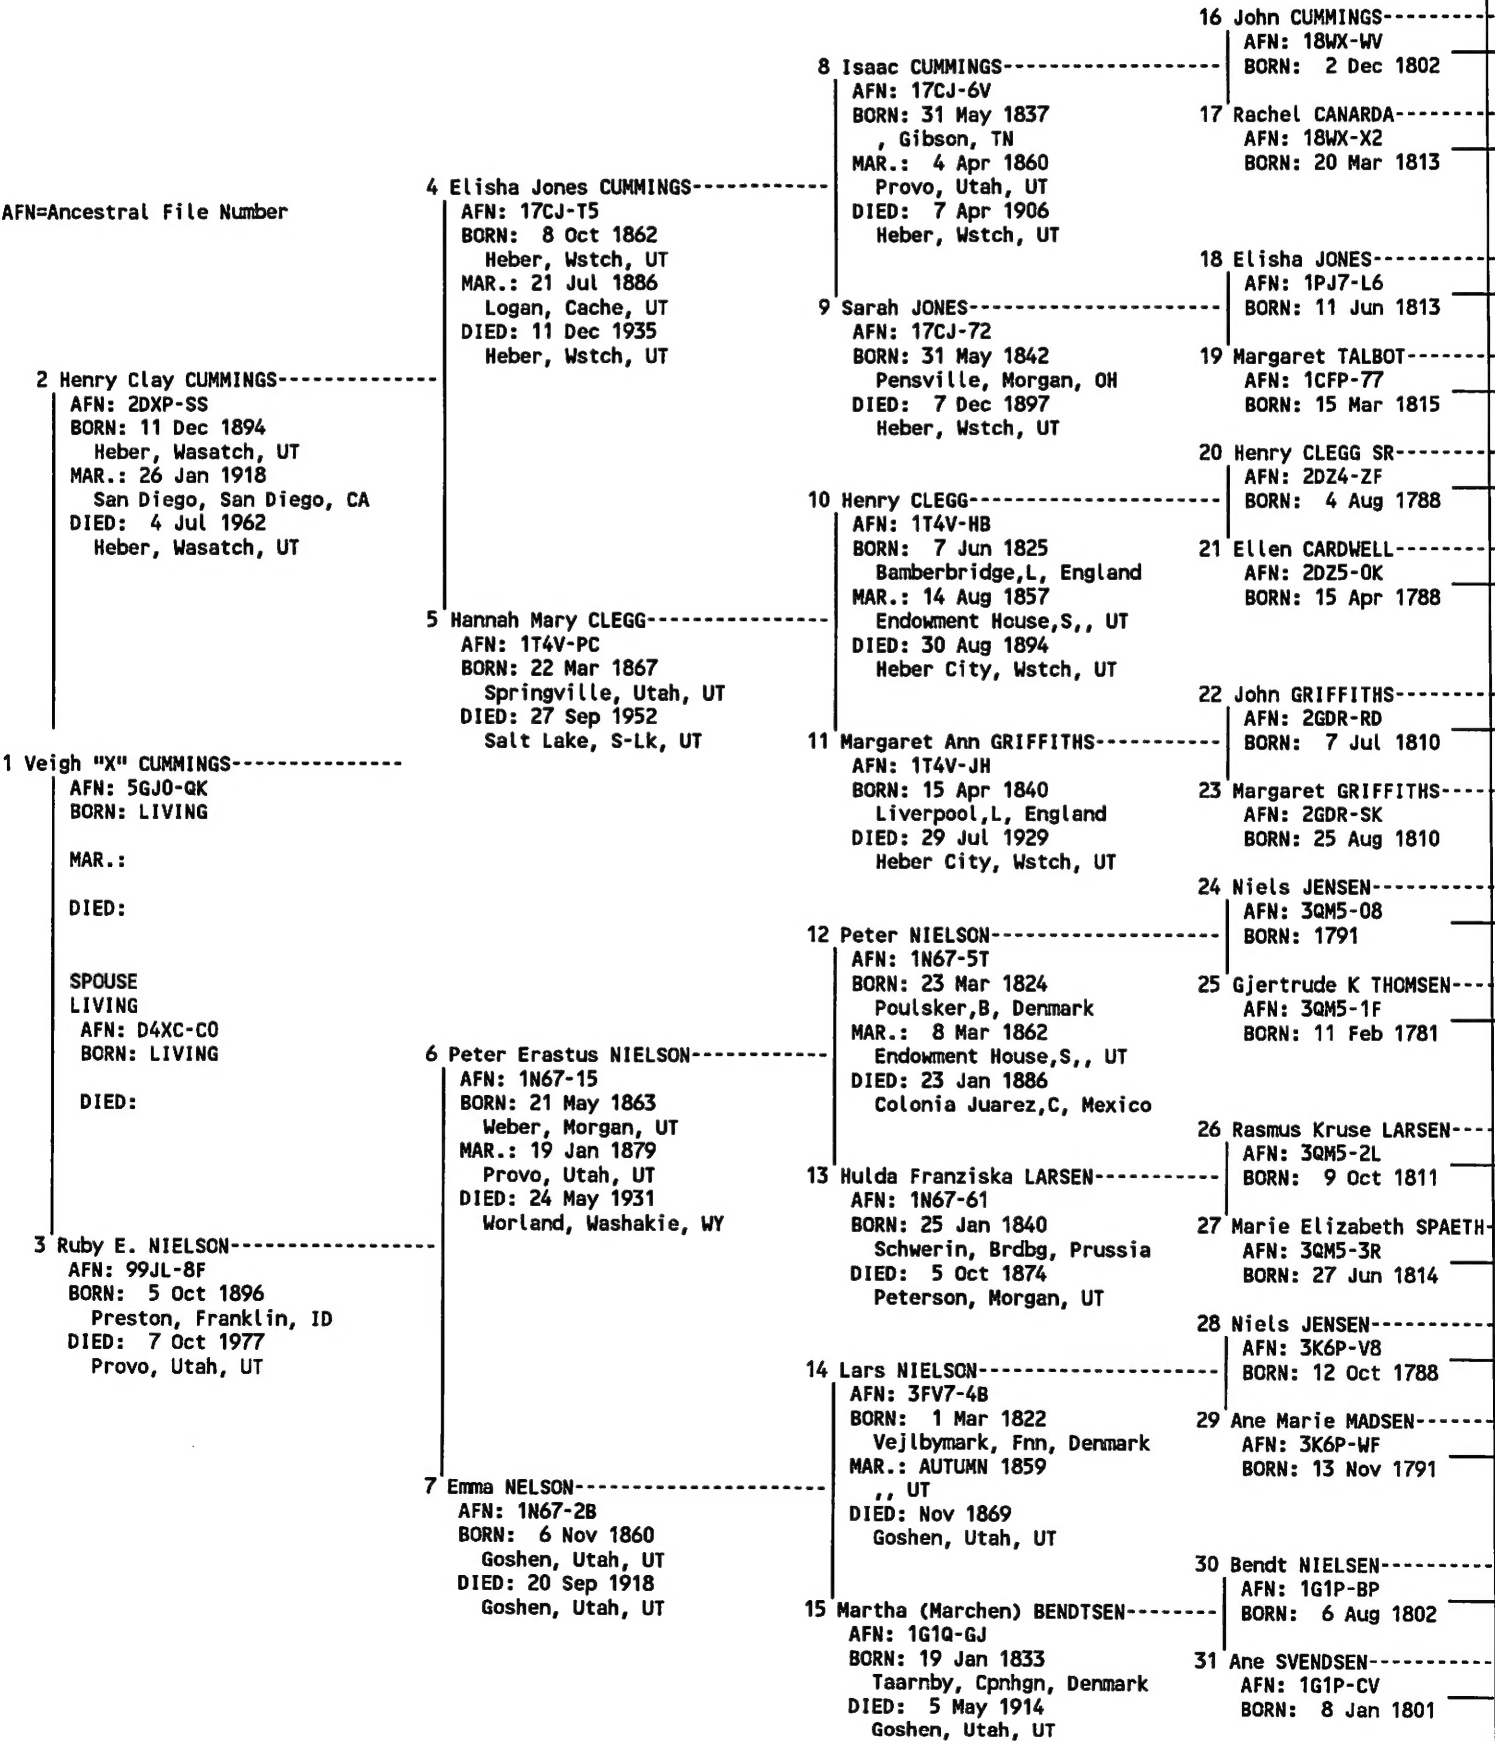 AFN=Ancestral File Number
1 Veigh "X" CUMMINGS
AFN: 5GJ0-QK
BORN: LIVING
MAR.:
DIED:
SPOUSE
LIVING
AFN: D4XC-C0
BORN: LIVING
DIED:
2 Henry Clay CUMMINGS
AFN: 2DXP-SS
BORN: 11 Dec 1894
Heber, Wasatch, UT
MAR.: 26 Jan 1918
San Diego, San Diego, CA
DIED: 4 Jul 1962
Heber, Wasatch, UT
3 Ruby E. NIELSON
AFN: 99JL-8F
BORN: 5 Oct 1896
Preston, Franklin, ID
DIED: 7 Oct 1977
Provo, Utah, UT
4 Elisha Jones CUMMINGS
AFN: 17CJ-T5
BORN: 8 Oct 1862
Heber, Wstch, UT
MAR.: 21 Jul 1886
Logan, Cache, UT
DIED: 11 Dec 1935
Heber, Wstch, UT
5 Hannah Mary CLEGG
AFN: 1T4V-PC
BORN: 22 Mar 1867
Springville, Utah, UT
DIED: 27 Sep 1952
Salt Lake, S-Lk, UT
6 Peter Erastus NIELSON
AFN: 1N67-15
BORN: 21 May 1863
Weber, Morgan, UT
MAR.: 19 Jan 1879
Provo, Utah, UT
DIED: 24 May 1931
Worland, Washakie, WY
7 Emma NELSON
AFN: 1N67-2B
BORN: 6 Nov 1860
Goshen, Utah, UT
DIED: 20 Sep 1918
Goshen, Utah, UT
8 Isaac CUMMINGS
AFN: 17CJ-6V
BORN: 31 May 1837
, Gibson, TN
MAR.: 4 Apr 1860
Provo, Utah, UT
DIED: 7 Apr 1906
Heber, Wstch, UT
9 Sarah JONES
AFN: 17CJ-72
BORN: 31 May 1842
Pensville, Morgan, OH
DIED: 7 Dec 1897
Heber, Wstch, UT
10 Henry CLEGG
AFN: 1T4V-HB
BORN: 7 Jun 1825
Bamberbridge,L, England
MAR.: 14 Aug 1857
Endowment House,S,, UT
DIED: 30 Aug 1894
Heber City, Wstch, UT
11 Margaret Ann GRIFFITHS
AFN: 1T4V-JH
BORN: 15 Apr 1840
Liverpool,L, England
DIED: 29 Jul 1929
Heber City, Wstch, UT
12 Peter NIELSON
AFN: 1N67-5T
BORN: 23 Mar 1824
Poulsker,B, Denmark
MAR.: 8 Mar 1862
Endowment House,S,, UT
DIED: 23 Jan 1886
Colonia Juarez,C, Mexico
13 Hulda Franziska LARSEN
AFN: 1N67-61
BORN: 25 Jan 1840
Schwerin, Brdbg, Prussia
DIED: 5 Oct 1874
Peterson, Morgan, UT
14 Lars NIELSON
AFN: 3FV7-4B
BORN: 1 Mar 1822
Vejlbymark, Fnn, Denmark
MAR.: AUTUMN 1859
,, UT
DIED: Nov 1869
Goshen, Utah, UT
15 Martha (Marchen) BENDTSEN
AFN: 1G1Q-GJ
BORN: 19 Jan 1833
Taarnby, Cpnhgn, Denmark
DIED: 5 May 1914
Goshen, Utah, UT
16 John CUMMINGS
AFN: 18WX-WV
BORN: 2 Dec 1802
17 Rachel CANARDA
AFN: 18WX-X2
BORN: 20 Mar 1813
18 Elisha JONES
AFN: 1PJ7-L6
BORN: 11 Jun 1813
19 Margaret TALBOT
AFN: 1CFP-77
BORN: 15 Mar 1815
20 Henry CLEGG SR
AFN: 2DZ4-ZF
BORN: 4 Aug 1788
21 Ellen CARDWELL
AFN: 2DZ5-0K
BORN: 15 Apr 1788
22 John GRIFFITHS
AFN: 2GDR-RD
BORN: 7 Jul 1810
23 Margaret GRIFFITHS
AFN: 2GDR-SK
BORN: 25 Aug 1810
24 Niels JENSEN
AFN: 3QM5-08
BORN: 1791
25 Gjertrude K THOMSEN
AFN: 3QM5-1F
BORN: 11 Feb 1781
26 Rasmus Kruse LARSEN
AFN: 3QM5-2L
BORN: 9 Oct 1811
27 Marie Elizabeth SPAETH
AFN: 3QM5-3R
BORN: 27 Jun 1814
28 Niels JENSEN
AFN: 3K6P-V8
BORN: 12 Oct 1788
29 Ane Marie MADSEN
AFN: 3K6P-WF
BORN: 13 Nov 1791
30 Bendt NIELSEN
AFN: 1G1P-BP
BORN: 6 Aug 1802
31 Ane SVENDSEN
AFN: 1G1P-CV
BORN: 8 Jan 1801